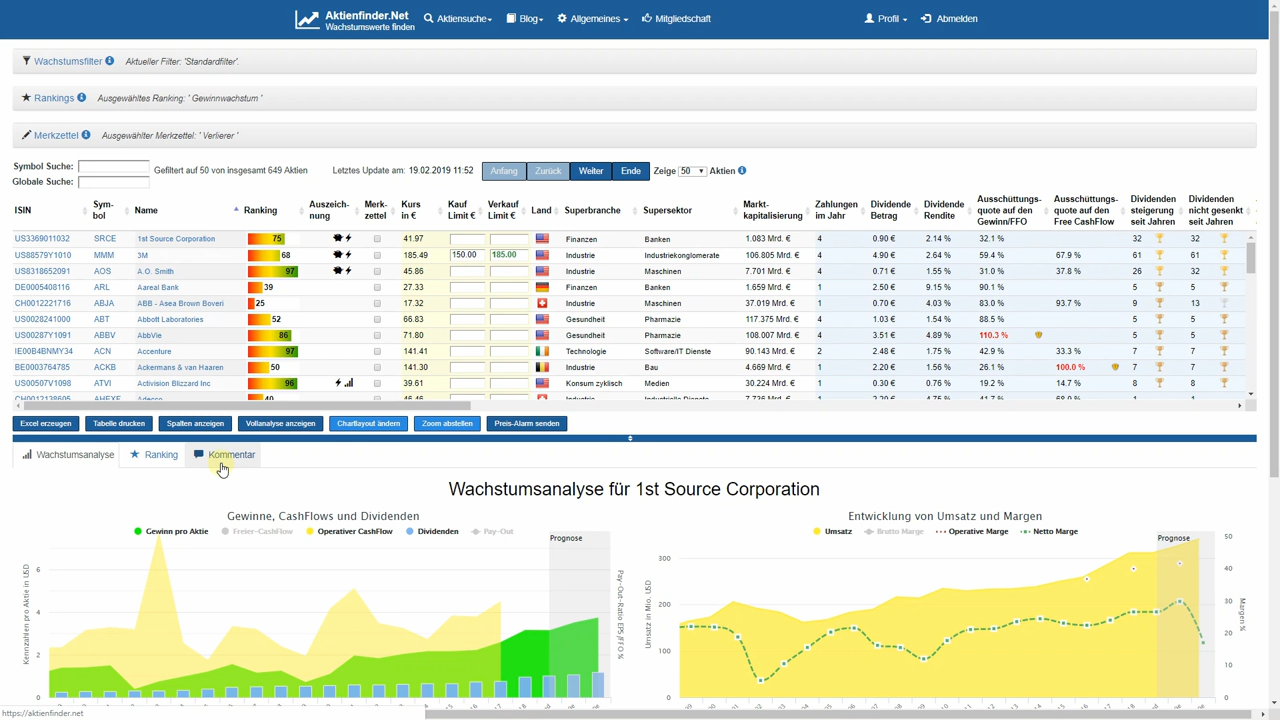 Aktienfinder.Net
Wachstumswerte finden
Aktiensuche
Blog
Allgemeines
Mitgliedschaft
Profil
Abmelden
Wachstumsfilter Aktueller Filter: 'Standardfilter'.
Rankings Ausgewähltes Ranking: ' Gewinnwachstum '
Merkzettel Ausgewählter Merkzettel: ' Verlierer '
Symbol Suche:
Globale Suche:
Gefiltert auf 50 von insgesamt 649 Aktien
Letztes Update am: 19.02.2019 11:52
Anfang Zurück Weiter Ende Zeige 50 Aktien
ISIN
Sym-
bol
Name
Ranking
Auszeich-
nung
Merk-
zettel
Kurs
in €
Kauf
Limit €
Verkauf
Limit €
Land
Superbranche
Supersektor
Markt-
kapitalisierung
Zahlungen
im Jahr
Dividende
Betrag
Dividende
Rendite
Ausschüttungs-
quote auf den
Gewinn/FFO
Ausschüttungs-
quote auf den
Free CashFlow
Dividenden
steigerung
seit Jahren
Dividenden
nicht gesenkt
seit Jahren
US3369011032 SRCE 1st Source Corporation 75 41.97 Finanzen Banken 1.083 Mrd. € 4 0.90 € 2.14 % 32.1 % 32 32
US88579Y1010 MMM 3M 68 185.49 150.00 185.00 Industrie Industriekonglomerate 106.805 Mrd. € 4 4.90 € 2.64 % 59.4 % 67.9 % 61 61
US8318652091 AOS A.O. Smith 97 45.86 Industrie Maschinen 7.701 Mrd. € 4 0.71 € 1.55 % 31.0 % 37.8 % 26 32
DE0005408116 ARL Aareal Bank 39 27.33 Finanzen Banken 1.659 Mrd. € 1 2.50 € 9.15 % 90.1 % 5 5
CH0012221716 ABJA ABB - Asea Brown Boveri 25 17.32 Industrie Maschinen 37.019 Mrd. € 1 0.70 € 4.03 % 83.0 % 93.7 % 5 13
US0028241000 ABT Abbott Laboratories 52 66.83 Gesundheit Pharmazie 117.375 Mrd. € 4 1.03 € 1.54 % 88.5 % 5 5
US00287Y1091 ABBV AbbVie 86 71.80 Gesundheit Pharmazie 108.007 Mrd. € 4 3.51 € 4.89 % 110.3 % 5 5
IE00B4BNMY34 ACN Accenture 97 141.41 Technologie Software/IT Dienste 90.143 Mrd. € 2 2.48 € 1.75 % 42.9 % 33.3 % 7 7
BE0003764785 ACKB Ackermans & van Haaren 50 141.30 Industrie Bau 4.669 Mrd. € 1 2.20 € 1.56 % 26.1 % 100.0 % 7 7
US00507V1098 ATVI Activision Blizzard Inc 96 39.61 Konsum zyklisch Medien 30.224 Mrd. € 1 0.30 € 0.76 % 19.2 % 14.7 % 8 8
Excel erzeugen Tabelle drucken Spalten anzeigen Vollanalyse anzeigen Chartlayout ändern Zoom abstellen Preis-Alarm senden
Wachstumsanalyse Ranking Kommentar
Wachstumsanalyse für 1st Source Corporation
Gewinne, CashFlows und Dividenden
Gewinn pro Aktie Freier-CashFlow Operativer CashFlow Dividenden Pay-Out
Prognose
Kennzahlen pro Aktie in USD
6
4
2
0
Pay-Out-Ratio EPS/FFO %
Entwicklung von Umsatz und Margen
Umsatz Brutto Marge Operative Marge Netto Marge
Prognose
Umsatz in Mio. USD
300
200
100
0
50
40
30
20
10
0
Margen %
https://aktienfinder.net